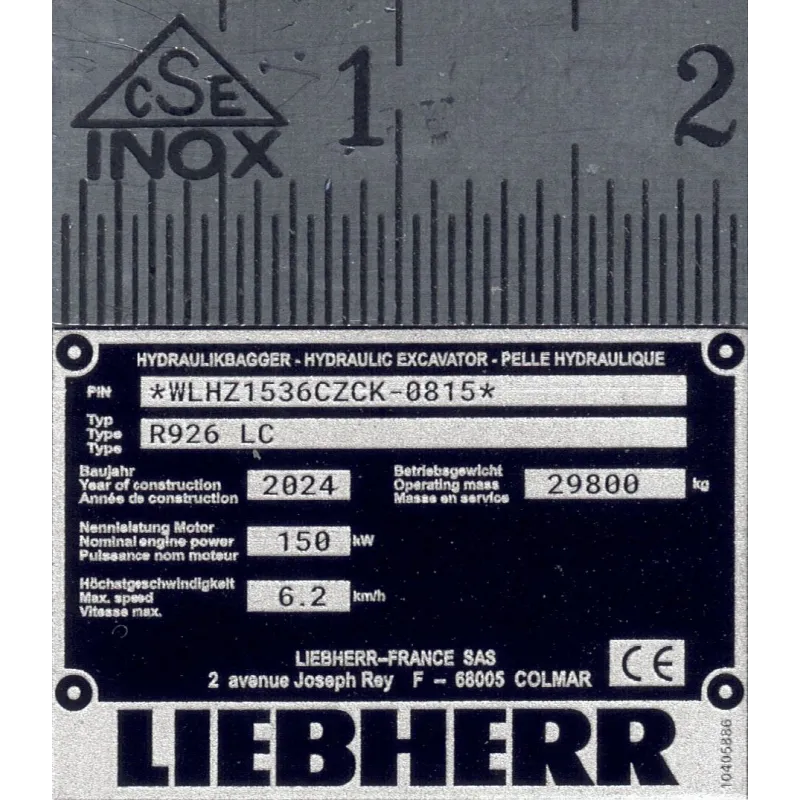 CSE
INOX
1 2
HYDRAULIKBAGGER - HYDRAULIC EXCAVATOR - PELLE HYDRAULIQUE
PIN *WLHZ1536CZCK-0815*
Typ
Type R926 LC
Type
Baujahr
Year of construction 2024
Année de construction
Betriebsgewicht
Operating mass 29800 kg
Masse en service
Nennleistung Motor
Nominal engine power 150 kW
Puissance nom moteur
Höchstgeschwindigkeit
Max. speed 6.2 km/h
Vitesse max.
LIEBHERR-FRANCE SAS
2 avenue Joseph Rey F - 68005 COLMAR
CE
LIEBHERR
10405886